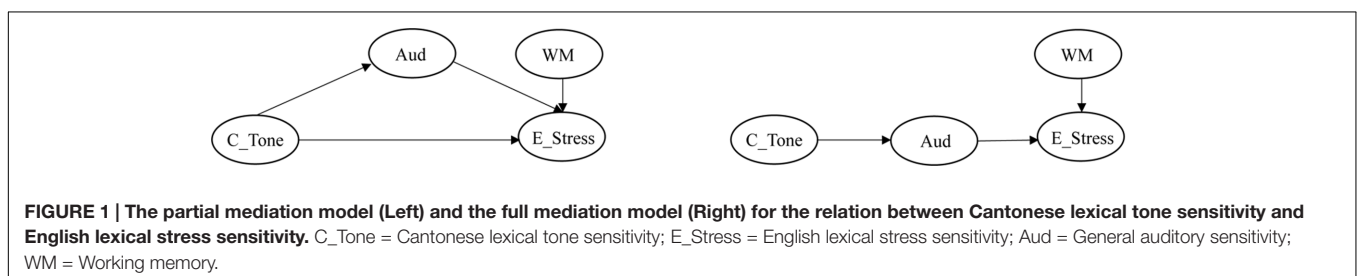 Aud
WM
C_Tone
E_Stress
WM
C_Tone
Aud
E_Stress
FIGURE 1 | The partial mediation model (Left) and the full mediation model (Right) for the relation between Cantonese lexical tone sensitivity and
English lexical stress sensitivity. C_Tone = Cantonese lexical tone sensitivity; E_Stress = English lexical stress sensitivity; Aud = General auditory sensitivity;
WM = Working memory.